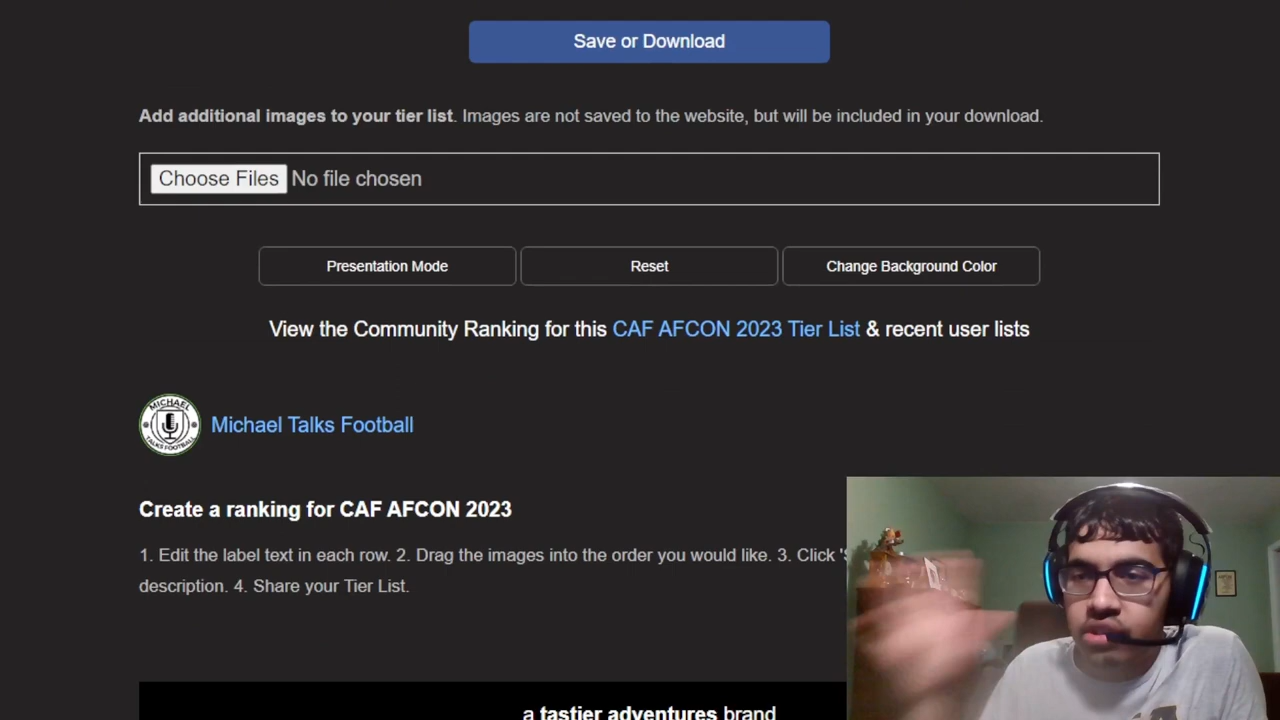 Save or Download
Add additional images to your tier list. Images are not saved to the website, but will be included in your download.
Choose Files No file chosen
Presentation Mode
Reset
Change Background Color
View the Community Ranking for this CAF AFCON 2023 Tier List & recent user lists
MICHAEL
TALKS FOOTBALL
Michael Talks Football
Create a ranking for CAF AFCON 2023
1. Edit the label text in each row. 2. Drag the images into the order you would like. 3. Click
description. 4. Share your Tier List.
a tastier adventures brand